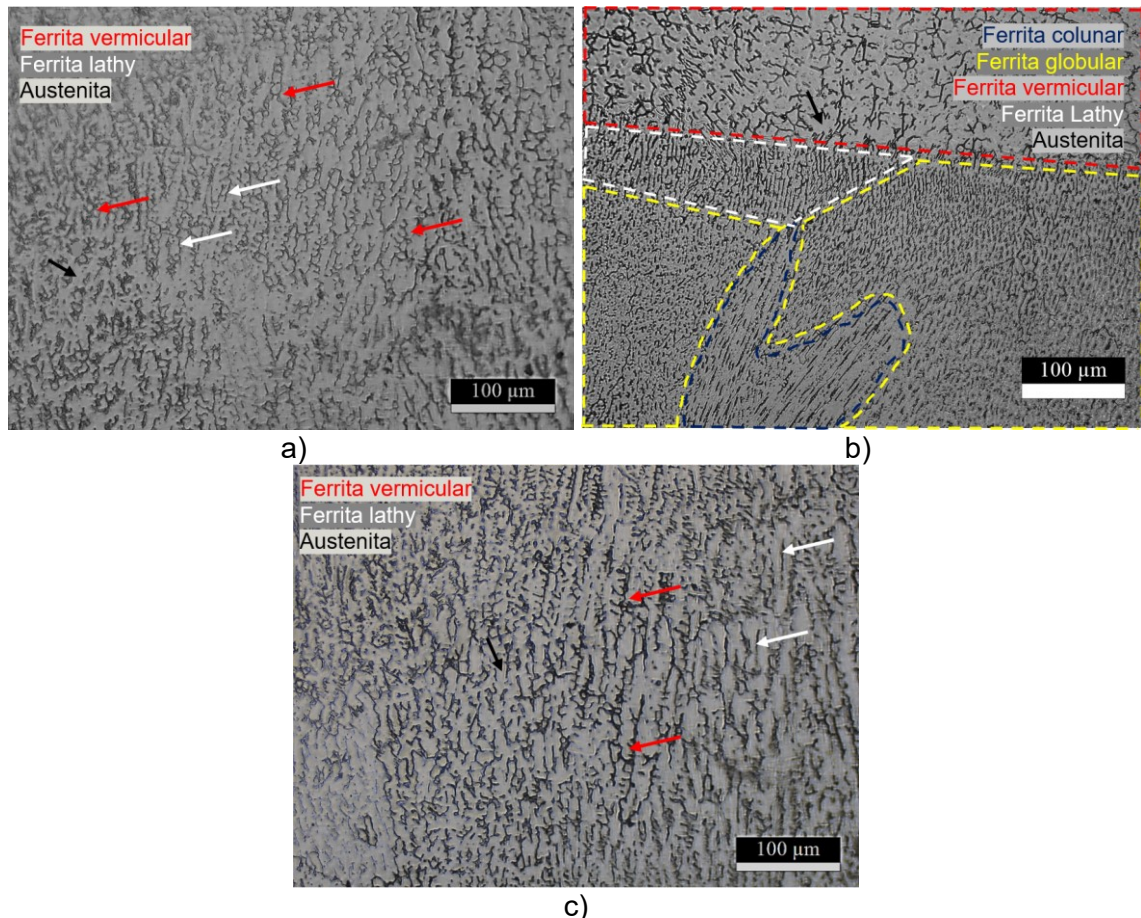 Ferrita vermicular
Ferrita lathy
Austenita
100 µm
a)
Ferrita colunar
Ferrita globular
Ferrita vermicular
Ferrita Lathy
Austenita
100 µm
b)
Ferrita vermicular
Ferrita lathy
Austenita
100 µm
c)